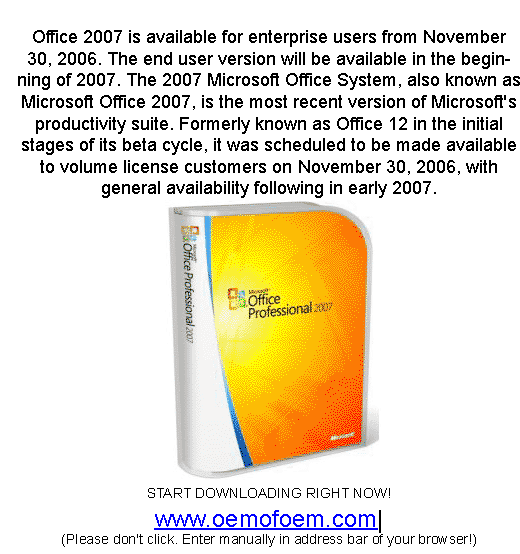 Office 2007 is available for enterprise users from November
30, 2006. The end user version will be available in the begin-
ning of 2007. The 2007 Microsoft Office System, also known as
Microsoft Office 2007, is the most recent version of Microsoft's
productivity suite. Formerly known as Office 12 in the initial
stages of its beta cycle, it was scheduled to be made available
to volume license customers on November 30, 2006, with
general availability following in early 2007.
Microsoft
Office
Professional 2007
Microsoft
Office Professional 2007
Microsoft
START DOWNLOADING RIGHT NOW!
www.oemofoem.com
(Please don't click. Enter manually in address bar of your browser!)